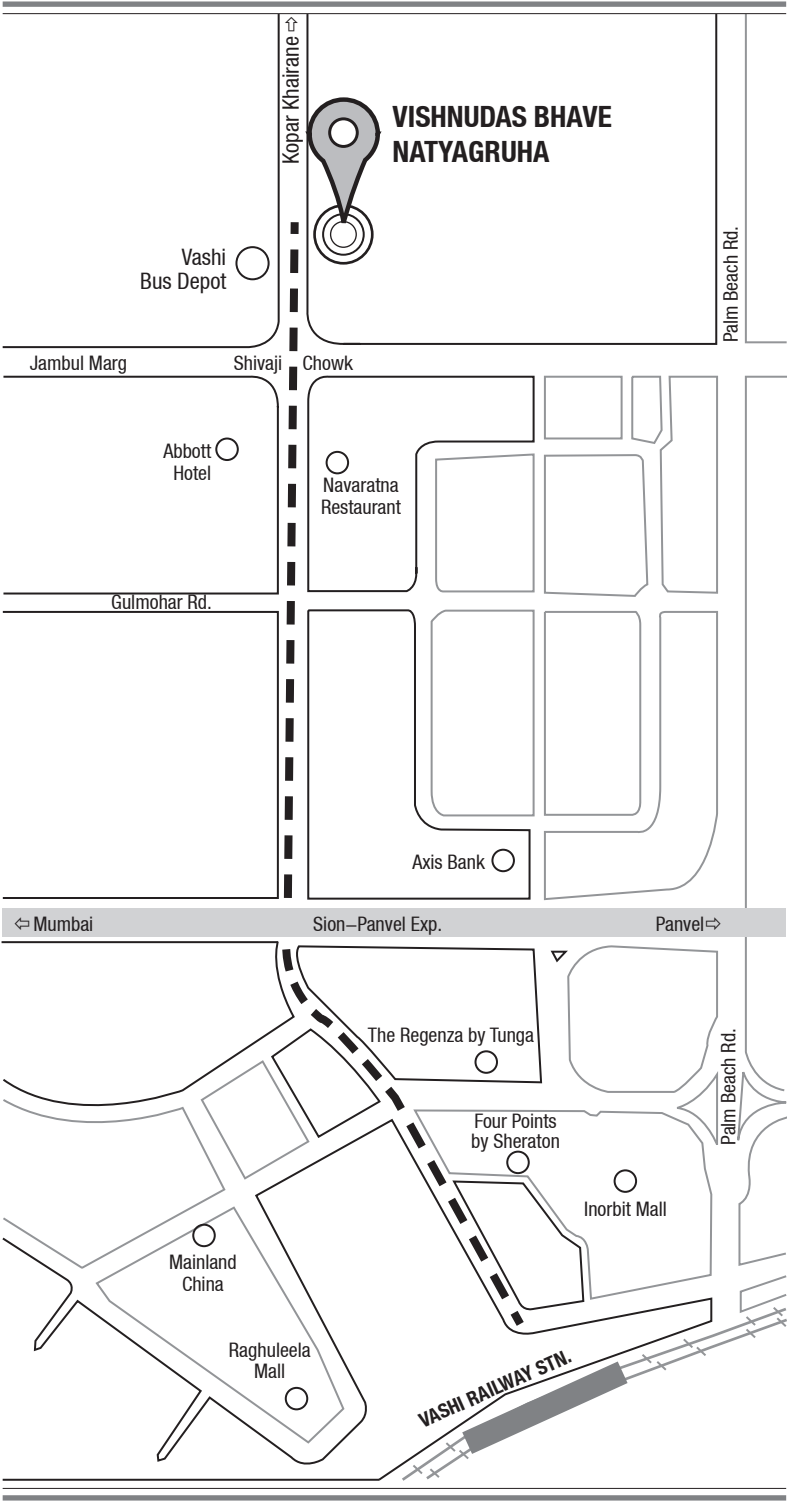 Kopar Khairane ⇧
VISHNUDAS BHAVE
NATYAGRUHA
Vashi
Bus Depot
Palm Beach Rd.
Jambul Marg
Shivaji Chowk
Abbott
Hotel
Navaratna
Restaurant
Gulmohar Rd.
Axis Bank
⇦ Mumbai
Sion–Panvel Exp.
Panvel ⇨
The Regenza by Tunga
Palm Beach Rd.
Four Points
by Sheraton
Inorbit Mall
Mainland
China
Raghuleela
Mall
VASHI RAILWAY STN.